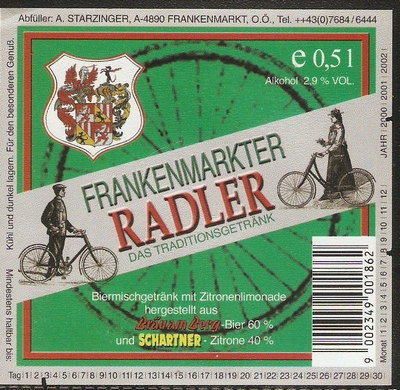 Abfüller: A. STARZINGER, A-4890 FRANKENMARKT, O.Ö., Tel. ++43(0)7684 / 6444
e 0,5 l
Alkohol 2,9 % VOL.
FRANKENMARKTER
RADLER
DAS TRADITIONSGETRÄNK
Biermischgetränk mit Zitronenlimonade
hergestellt aus
Bräu am Berg -Bier 60 %
und SCHARTNER - Zitrone 40 %
9 002349 001862
Kühl und dunkel lagern. Für den besonderen Genuß.
Mindestens haltbar bis:
Tag 1 2 3 4 5 6 7 8 9 10 11 12 13 14 15 16 17 18 19 20 21 22 23 24 25 26 27 28 29 30
Monat 1 2 3 4 5 6 7 8 9 10 11 12
JAHR 2000 2001 2002